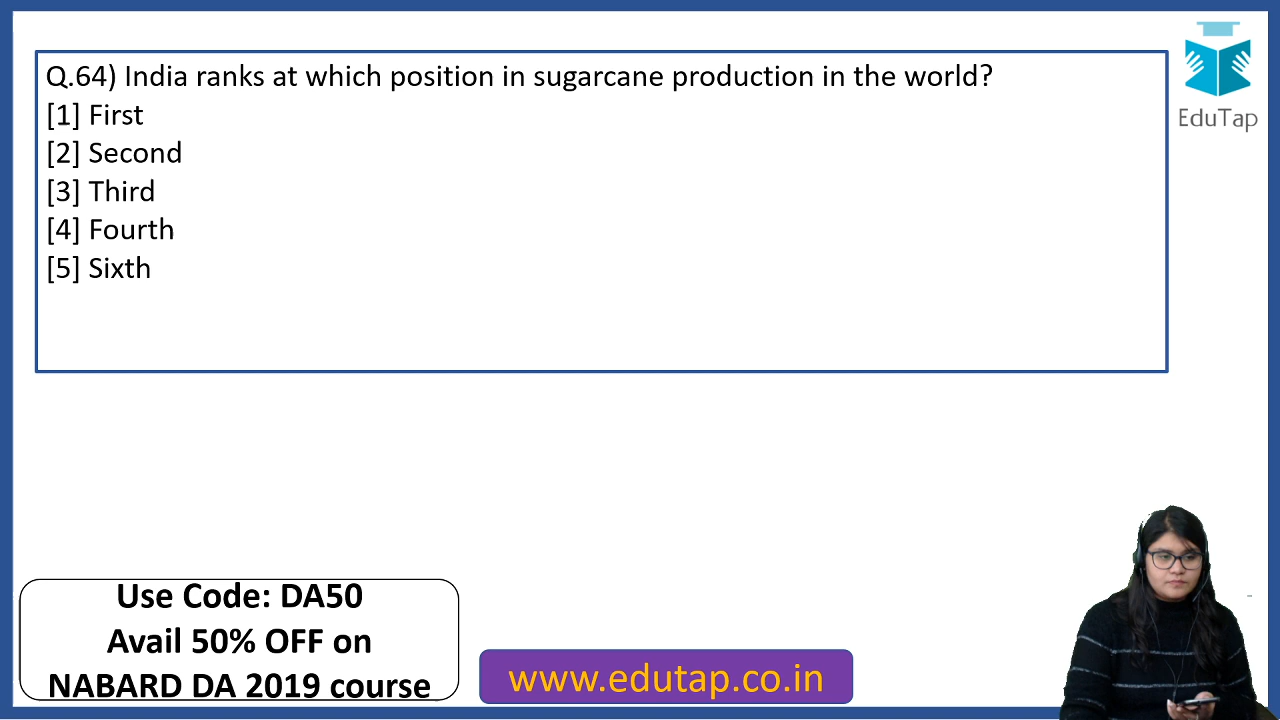 Q.64) India ranks at which position in sugarcane production in the world?
[1] First
[2] Second
[3] Third
[4] Fourth
[5] Sixth
EduTap
Use Code: DA50
Avail 50% OFF on
NABARD DA 2019 course
www.edutap.co.in